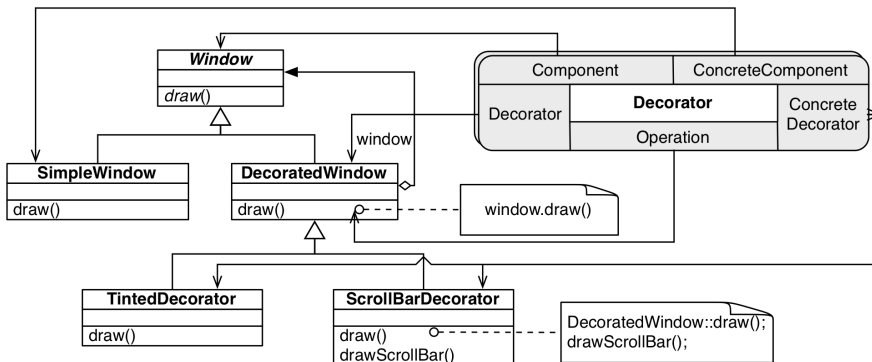 Window
draw()
Component
ConcreteComponent
Decorator
Decorator
Concrete
Decorator
Operation
window
SimpleWindow
draw()
DecoratedWindow
draw()
window.draw()
TintedDecorator
draw()
ScrollBarDecorator
draw()
drawScrollBar()
DecoratedWindow::draw();
drawScrollBar();